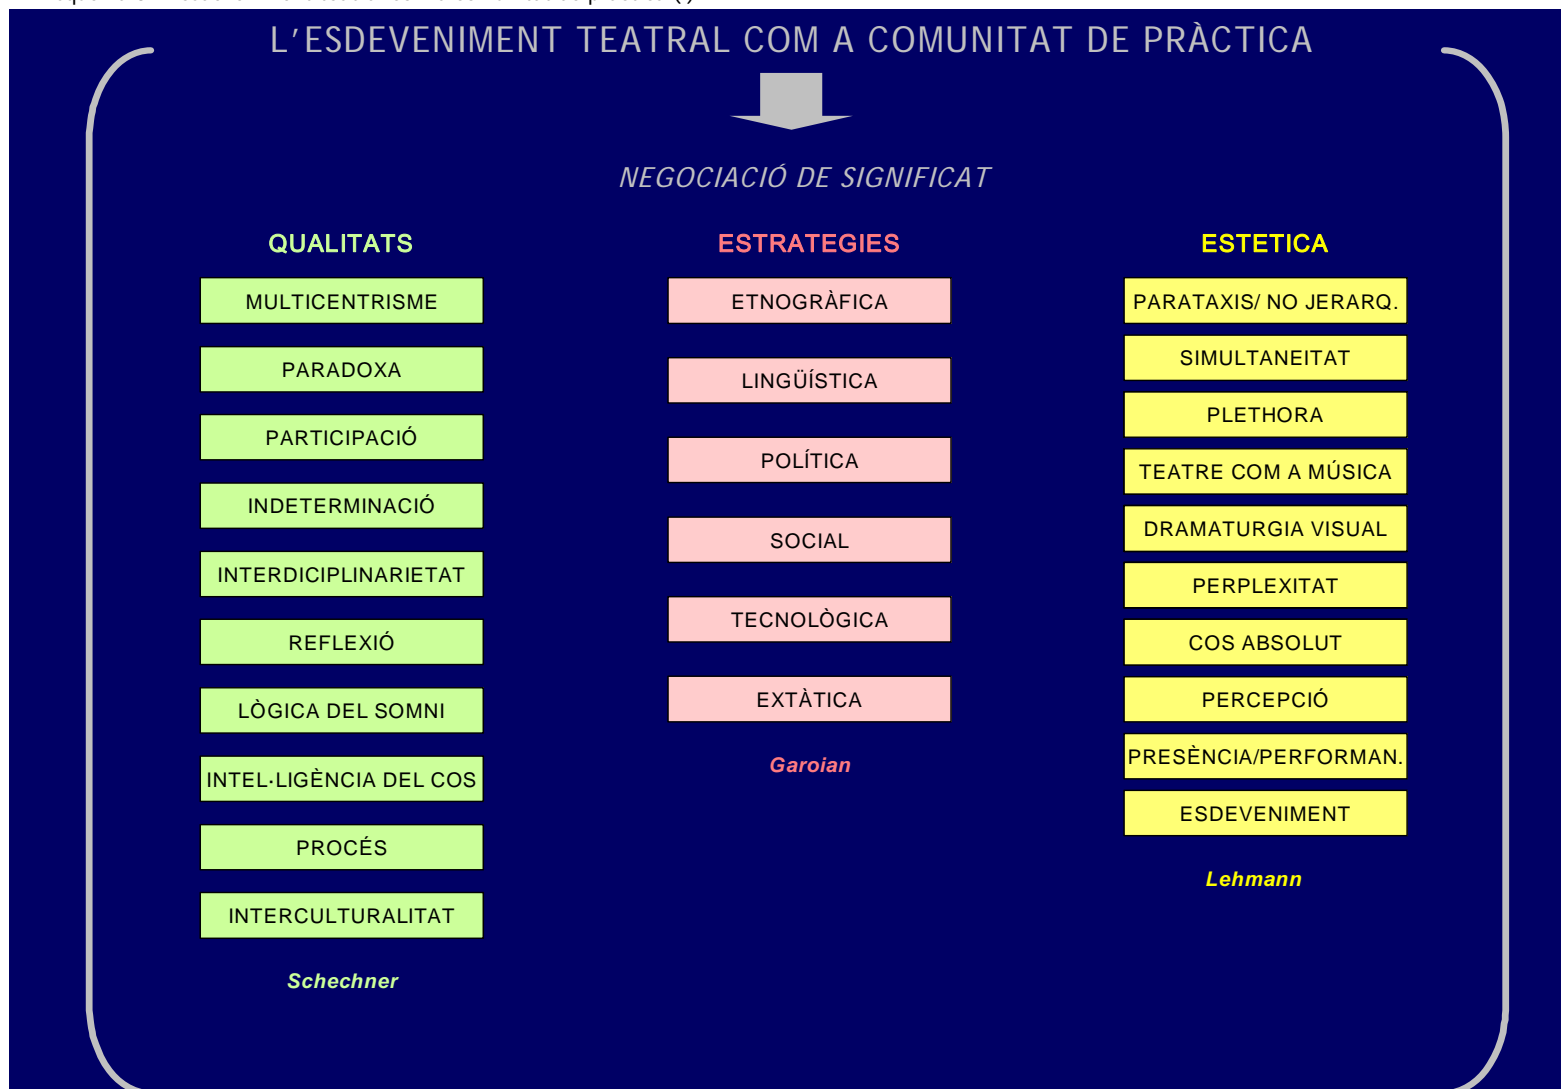 L'ESDEVENIMENT TEATRAL COM A COMUNITAT DE PRÀCTICA
NEGOCIACIÓ DE SIGNIFICAT
QUALITATS
MULTICENTRISME
PARADOXA
PARTICIPACIÓ
INDETERMINACIÓ
INTERDICIPLINARIETAT
REFLEXIÓ
LÒGICA DEL SOMNI
INTEL·LIGÈNCIA DEL COS
PROCÉS
INTERCULTURALITAT
Schechner
ESTRATEGIES
ETNOGRÀFICA
LINGÜÍSTICA
POLÍTICA
SOCIAL
TECNOLÒGICA
EXTÀTICA
Garoian
ESTETICA
PARATAXIS/ NO JERARQ.
SIMULTANEITAT
PLETHORA
TEATRE COM A MÚSICA
DRAMATURGIA VISUAL
PERPLEXITAT
COS ABSOLUT
PERCEPCIÓ
PRESÈNCIA/PERFORMAN.
ESDEVENIMENT
Lehmann